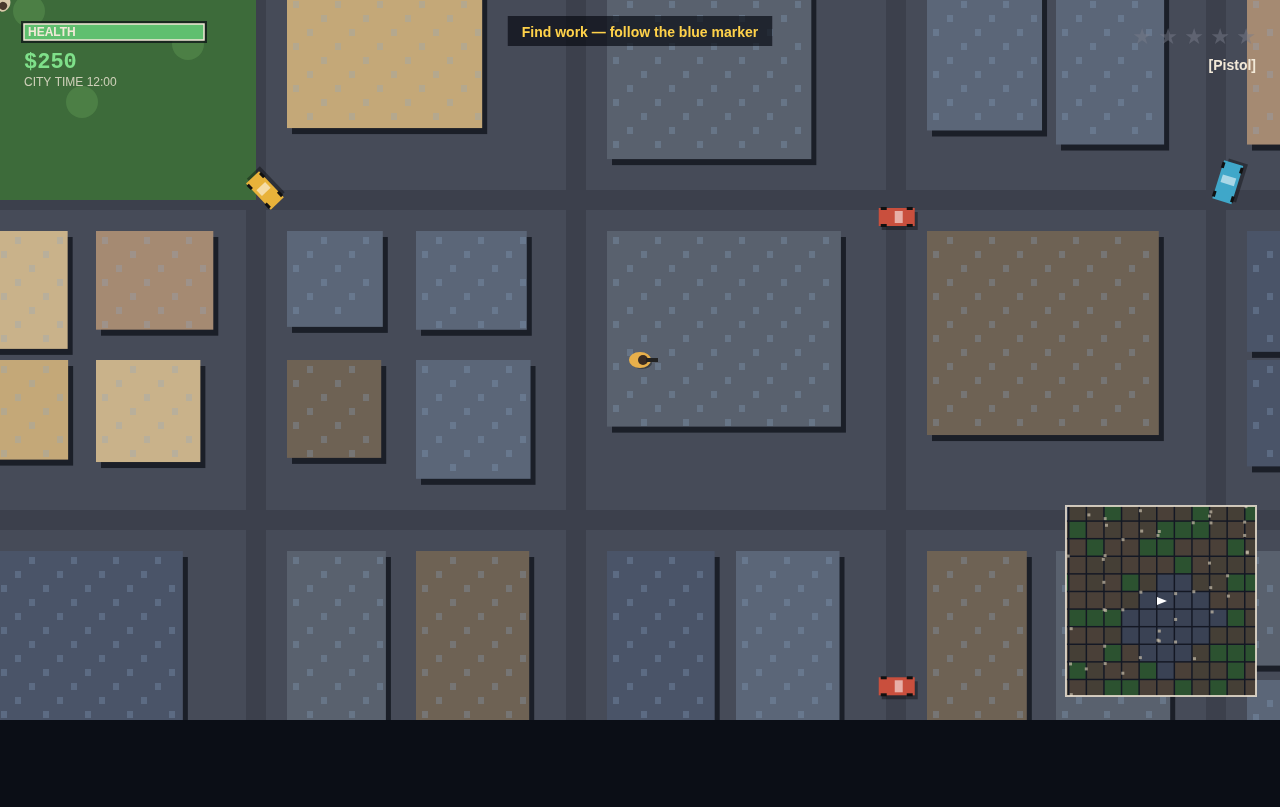 Find work — follow the blue marker
HEALTH
$250
CITY TIME 12:00
★★★★★
[Pistol]